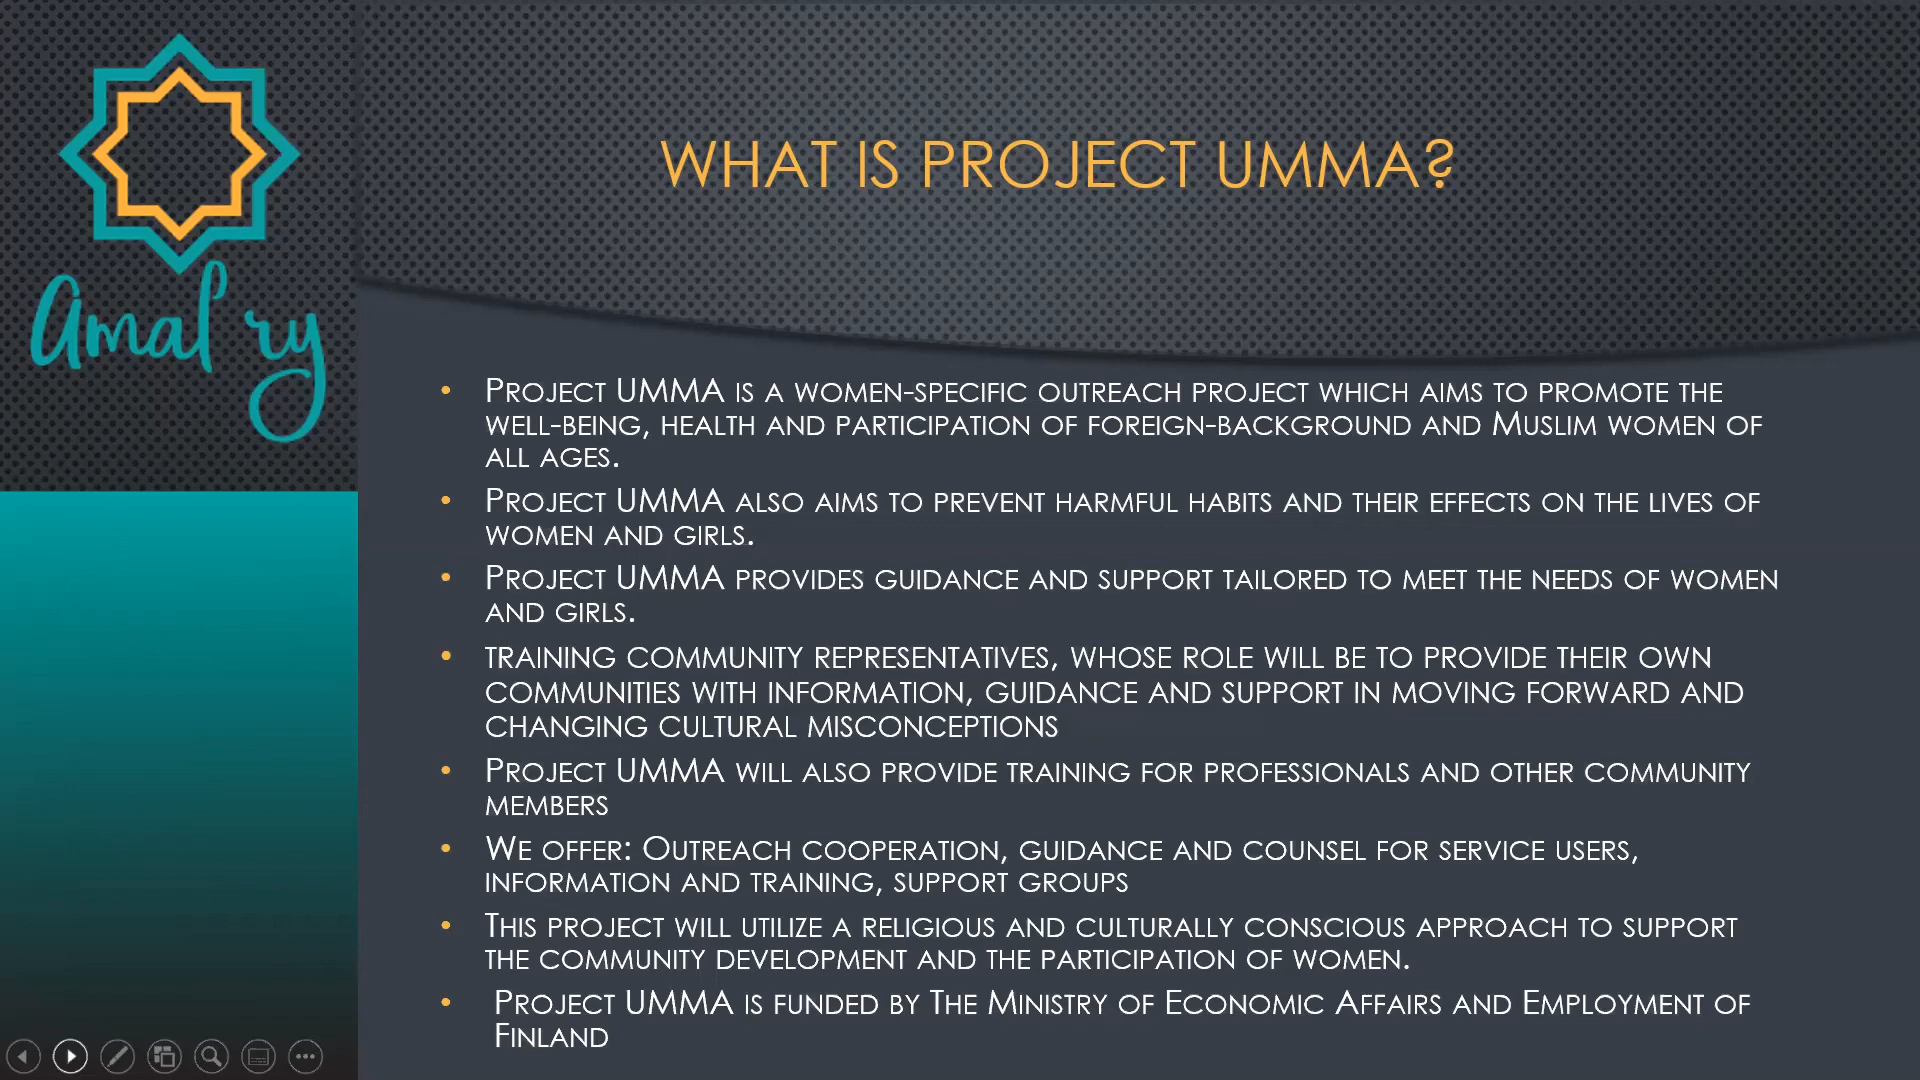 Amal ry
WHAT IS PROJECT UMMA?
• Project UMMA is a women-specific outreach project which aims to promote the
well-being, health and participation of foreign-background and Muslim women of
all ages.
• Project UMMA also aims to prevent harmful habits and their effects on the lives of
women and girls.
• Project UMMA provides guidance and support tailored to meet the needs of women
and girls.
• training community representatives, whose role will be to provide their own
communities with information, guidance and support in moving forward and
changing cultural misconceptions
• Project UMMA will also provide training for professionals and other community
members
• We offer: Outreach cooperation, guidance and counsel for service users,
information and training, support groups
• This project will utilize a religious and culturally conscious approach to support
the community development and the participation of women.
• Project UMMA is funded by The Ministry of Economic Affairs and Employment of
Finland